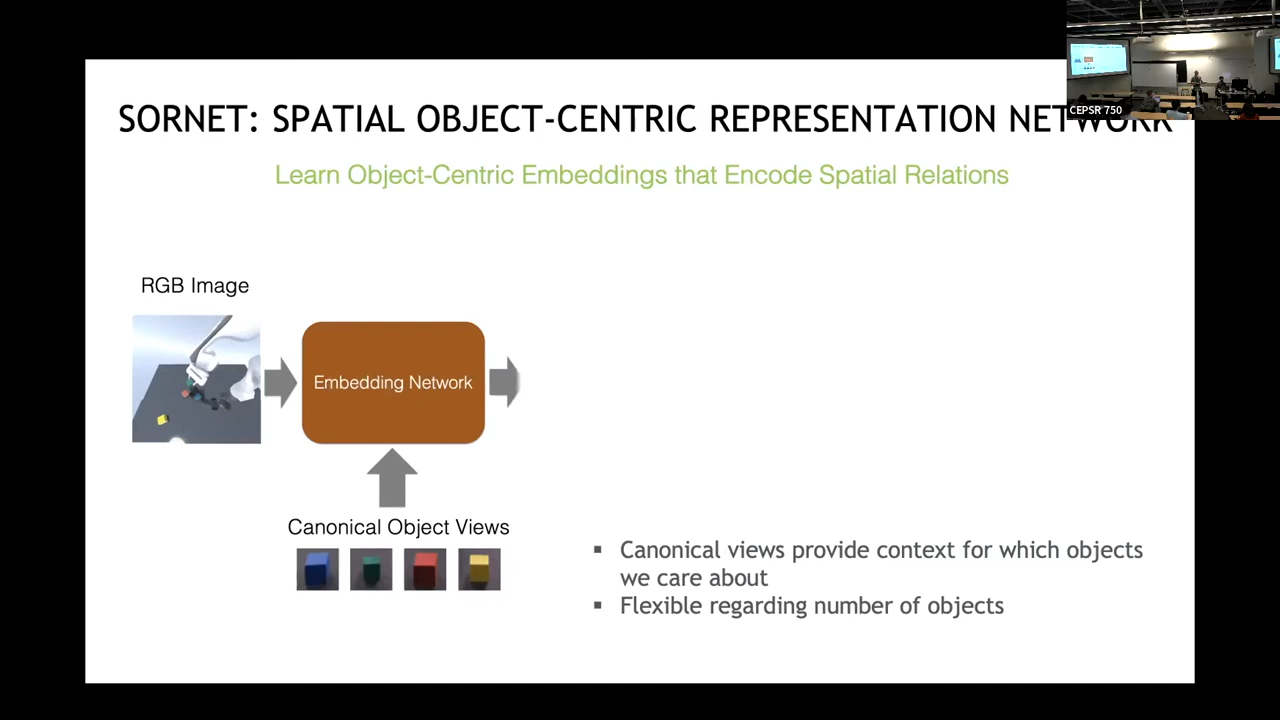 SORNET: SPATIAL OBJECT-CENTRIC REPRESENTATION NETWORK
CEPSR 750
Learn Object-Centric Embeddings that Encode Spatial Relations
RGB Image
Embedding Network
Canonical Object Views
▪ Canonical views provide context for which objects
we care about
▪ Flexible regarding number of objects